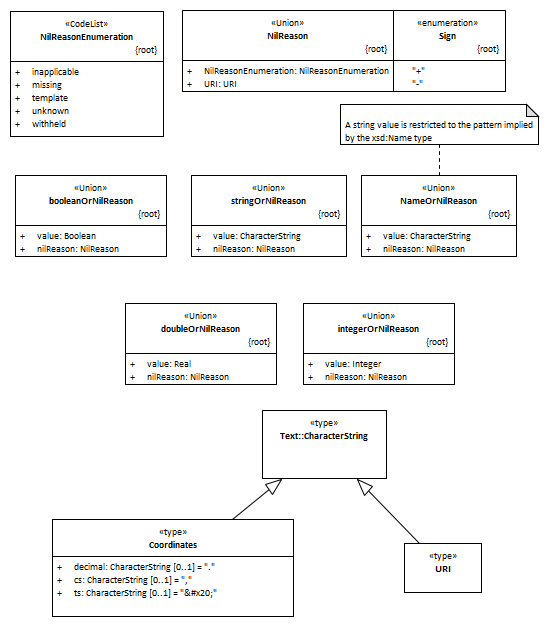 «CodeList»
NilReasonEnumeration
{root}
+ inapplicable
+ missing
+ template
+ unknown
+ withheld
«Union»
NilReason
{root}
+ NilReasonEnumeration: NilReasonEnumeration
+ URI: URI
«enumeration»
Sign
{root}
"+"
"-"
A string value is restricted to the pattern implied
by the xsd:Name type
«Union»
booleanOrNilReason
{root}
+ value: Boolean
+ nilReason: NilReason
«Union»
stringOrNilReason
{root}
+ value: CharacterString
+ nilReason: NilReason
«Union»
NameOrNilReason
{root}
+ value: CharacterString
+ nilReason: NilReason
«Union»
doubleOrNilReason
{root}
+ value: Real
+ nilReason: NilReason
«Union»
integerOrNilReason
{root}
+ value: Integer
+ nilReason: NilReason
«type»
Text::CharacterString
«type»
Coordinates
+ decimal: CharacterString [0..1] = "."
+ cs: CharacterString [0..1] = ","
+ ts: CharacterString [0..1] = "&#x20;"
«type»
URI